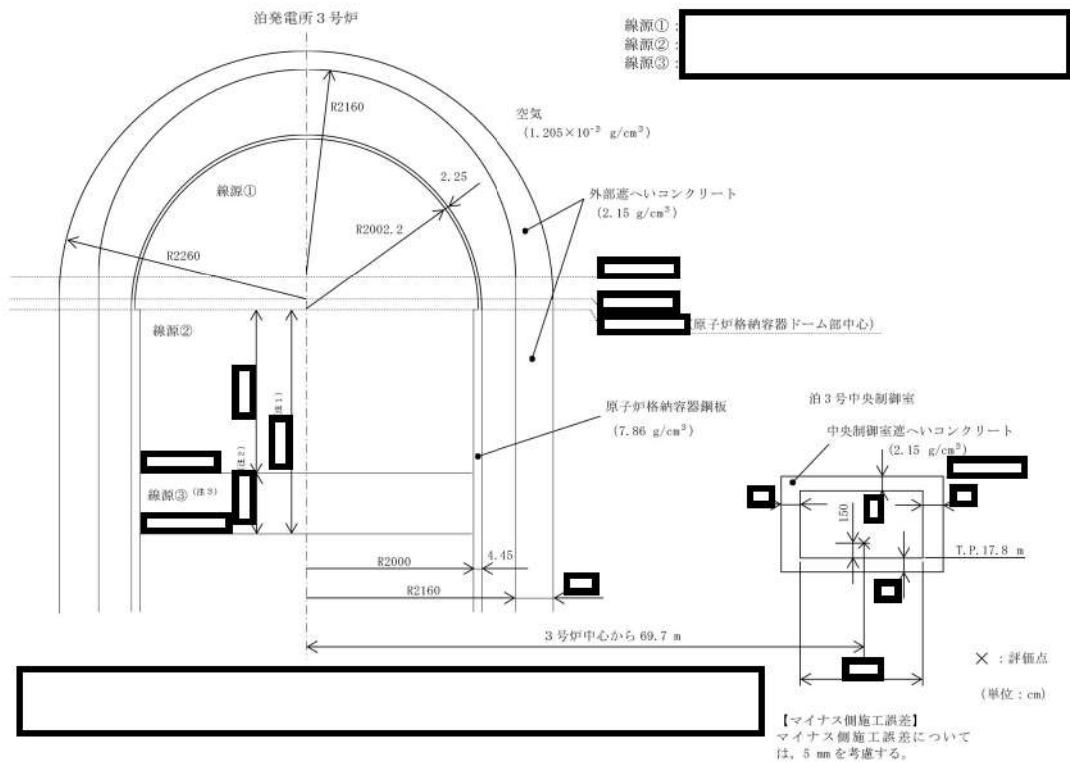 泊発電所3号炉
線源①:
線源②:
線源③:
R2160
空気
(1.205×10⁻³ g/cm³)
線源①
2.25
外部遮へいコンクリート
(2.15 g/cm³)
R2002.2
R2260
(原子炉格納容器ドーム部中心)
線源②
(注1)
(注2)
原子炉格納容器鋼板
(7.86 g/cm³)
泊3号中央制御室
中央制御室遮へいコンクリート
(2.15 g/cm³)
線源③(注3)
150
T.P.17.8 m
4.45
R2000
R2160
3号炉中心から 69.7 m
× :評価点
(単位:cm)
【マイナス側施工誤差】
マイナス側施工誤差について
は,5 mmを考慮する。